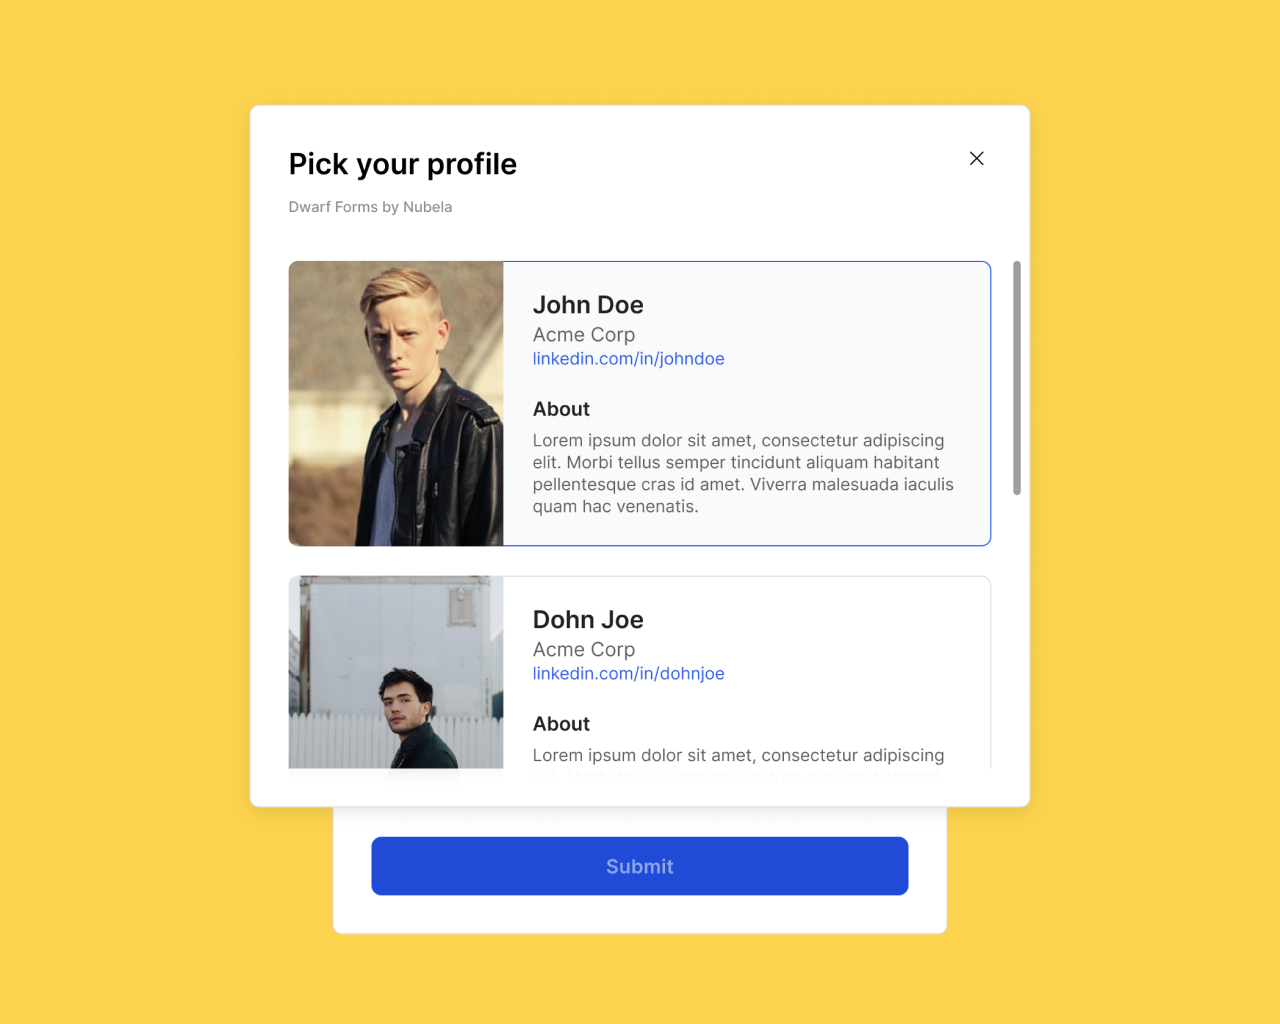 Pick your profile
Dwarf Forms by Nubela
John Doe
Acme Corp
linkedin.com/in/johndoe
About
Lorem ipsum dolor sit amet, consectetur adipiscing
elit. Morbi tellus semper tincidunt aliquam habitant
pellentesque cras id amet. Viverra malesuada iaculis
quam hac venenatis.
Dohn Joe
Acme Corp
linkedin.com/in/dohnjoe
About
Lorem ipsum dolor sit amet, consectetur adipiscing
Submit